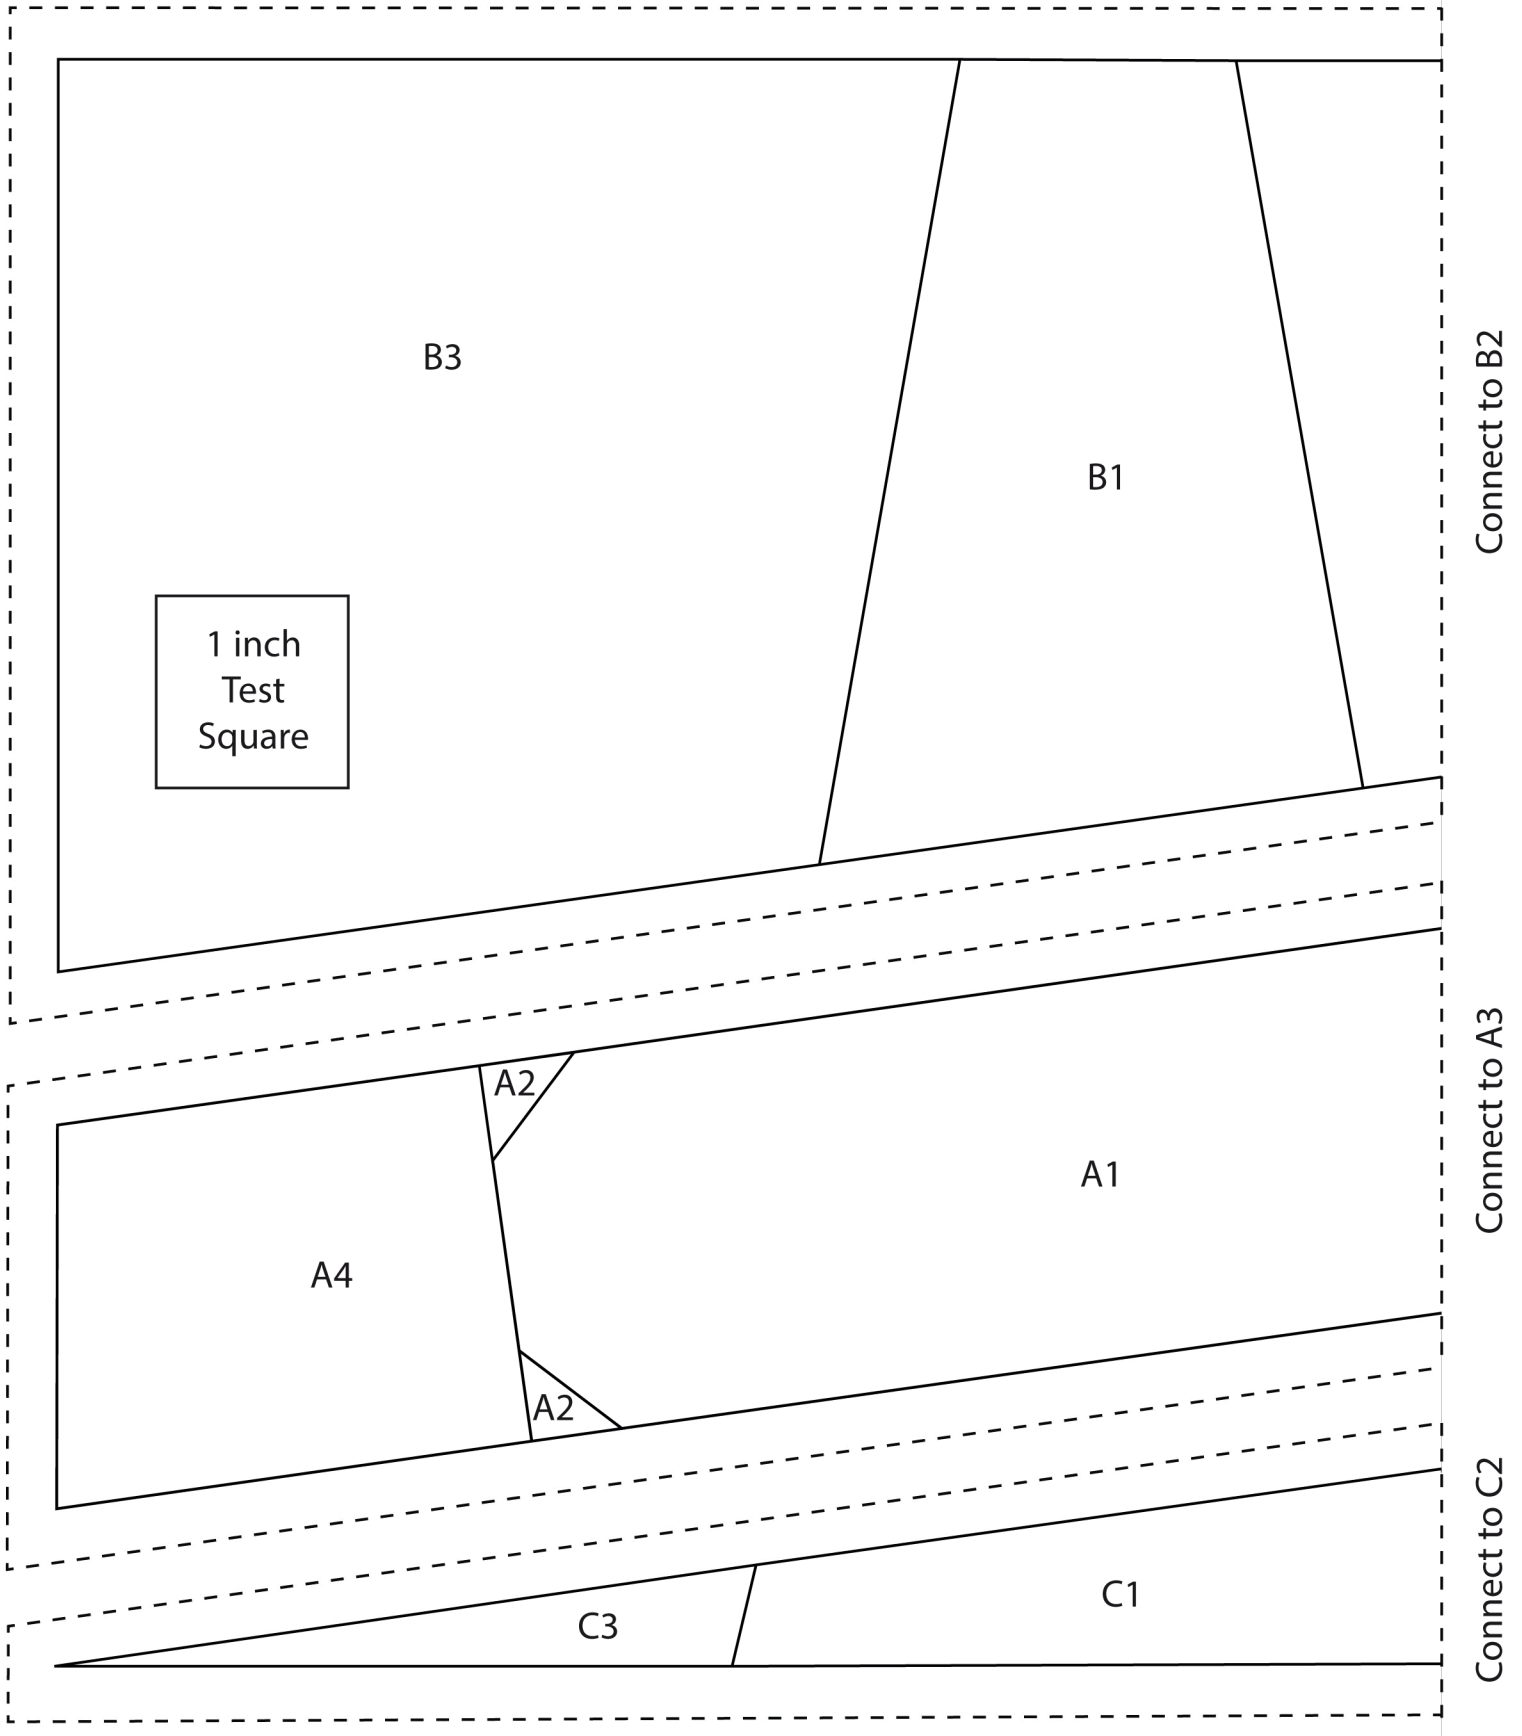 B3
B1
Connect to B2
1 inch
Test
Square
A2
A1
Connect to A3
A4
A2
C1
C3
Connect to C2